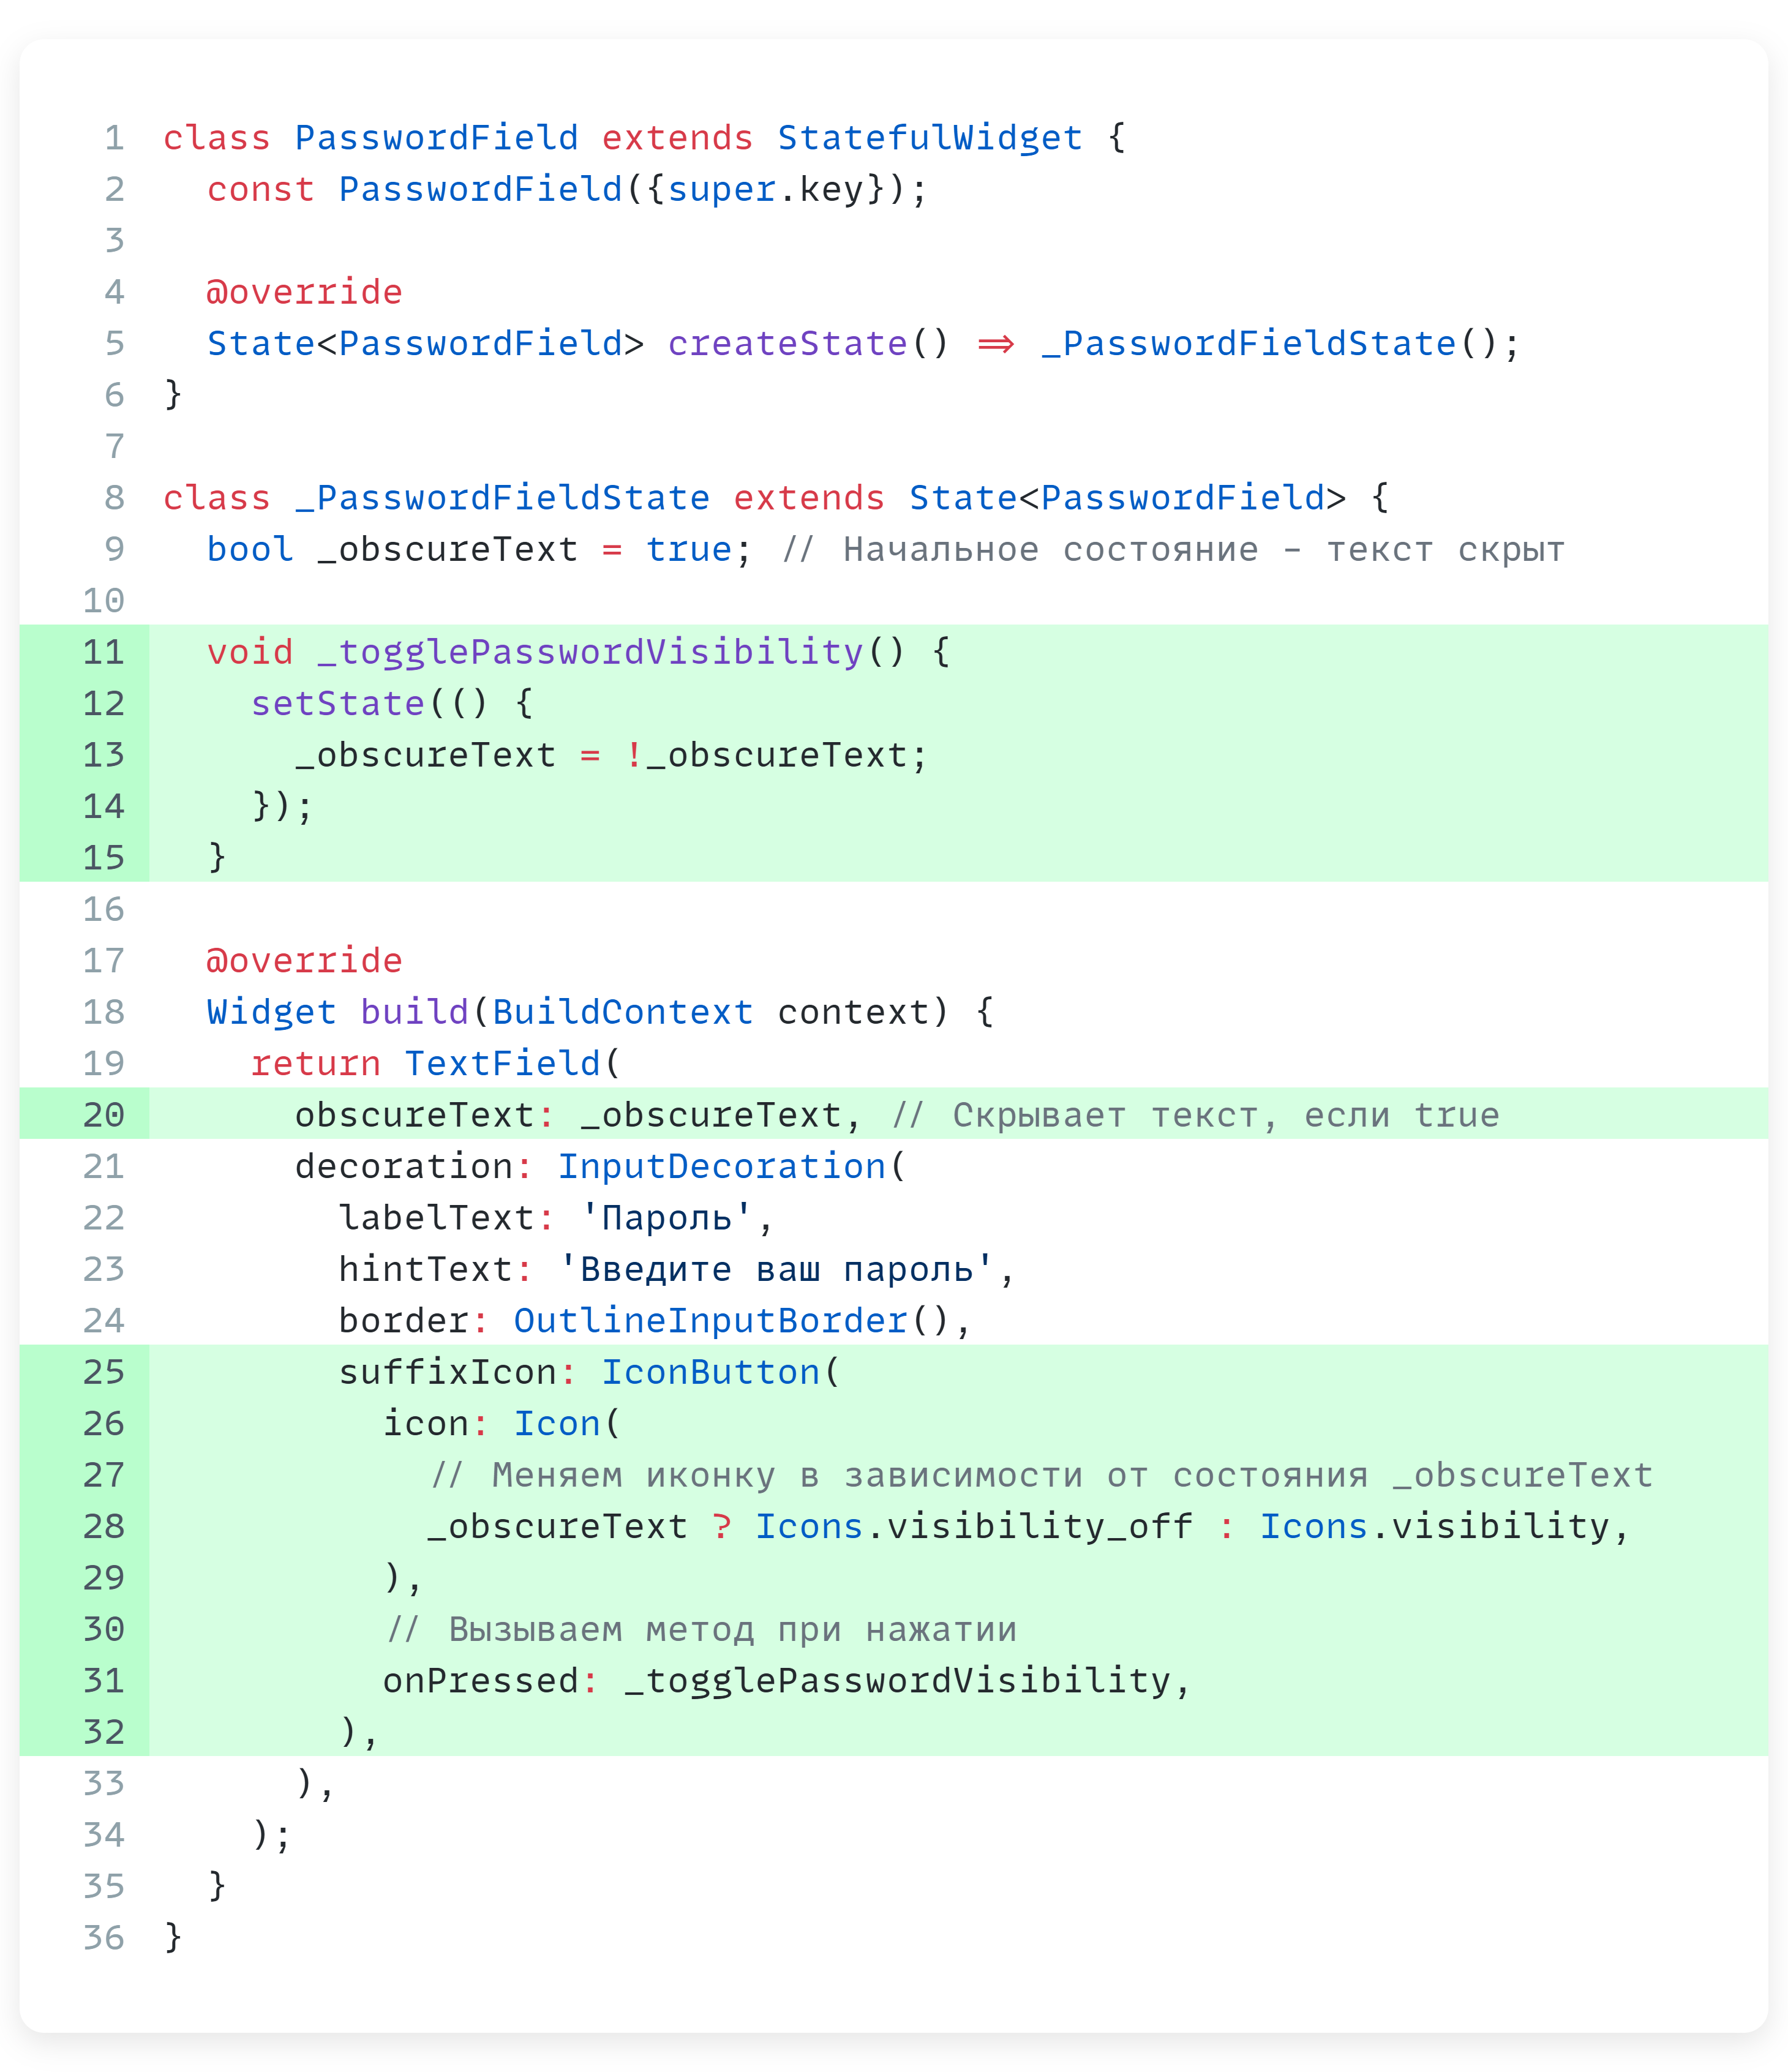 1 class PasswordField extends StatefulWidget {
2   const PasswordField({super.key});
3
4   @override
5   State<PasswordField> createState() => _PasswordFieldState();
6 }
7
8 class _PasswordFieldState extends State<PasswordField> {
9   bool _obscureText = true; // Начальное состояние - текст скрыт
10
11   void _togglePasswordVisibility() {
12     setState(() {
13       _obscureText = !_obscureText;
14     });
15   }
16
17   @override
18   Widget build(BuildContext context) {
19     return TextField(
20       obscureText: _obscureText, // Скрывает текст, если true
21       decoration: InputDecoration(
22         labelText: 'Пароль',
23         hintText: 'Введите ваш пароль',
24         border: OutlineInputBorder(),
25         suffixIcon: IconButton(
26           icon: Icon(
27             // Меняем иконку в зависимости от состояния _obscureText
28             _obscureText ? Icons.visibility_off : Icons.visibility,
29           ),
30           // Вызываем метод при нажатии
31           onPressed: _togglePasswordVisibility,
32         ),
33       ),
34     );
35   }
36 }